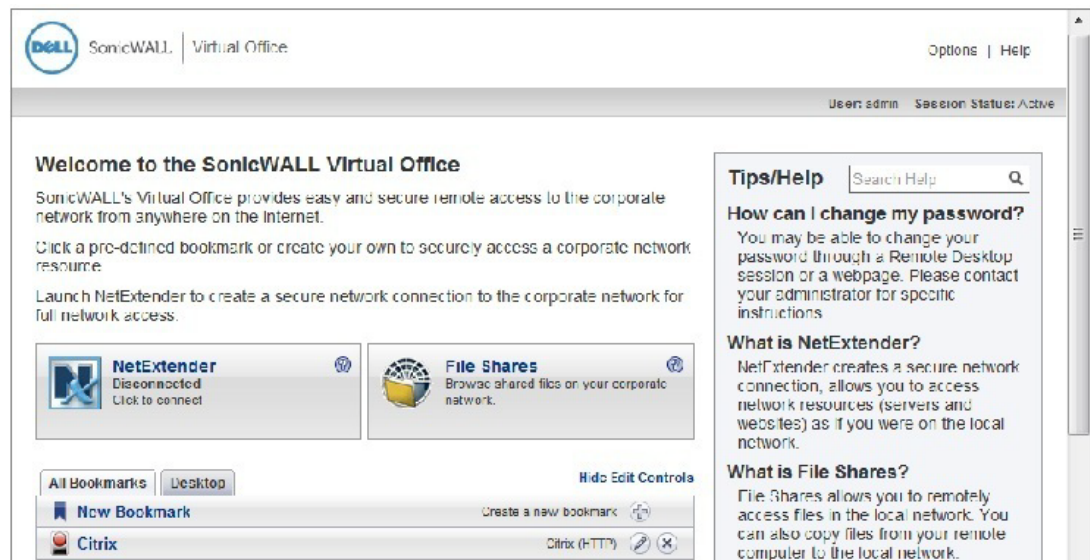 DELL SonicWALL | Virtual Office
Options | Help
User: admin Session Status: Active
Welcome to the SonicWALL Virtual Office
SonicWALL's Virtual Office provides easy and secure remote access to the corporate
network from anywhere on the Internet.
Click a pre-defined bookmark or create your own to securely access a corporate network
resource
Launch NetExtender to create a secure network connection to the corporate network for
full network access.
NetExtender
Disconnected
Click to connect
File Shares
Browse shared files on your corporate
network.
All Bookmarks Desktop Hide Edit Controls
New Bookmark Create a new bookmark
Citrix Citrix (HTTP)
Tips/Help Search Help
How can I change my password?
You may be able to change your
password through a Remote Desktop
session or a webpage. Please contact
your administrator for specific
instructions
What is NetExtender?
NetExtender creates a secure network
connection, allows you to access
network resources (servers and
websites) as if you were on the local
network.
What is File Shares?
File Shares allows you to remotely
access files in the local network. You
can also copy files from your remote
computer to the local network.